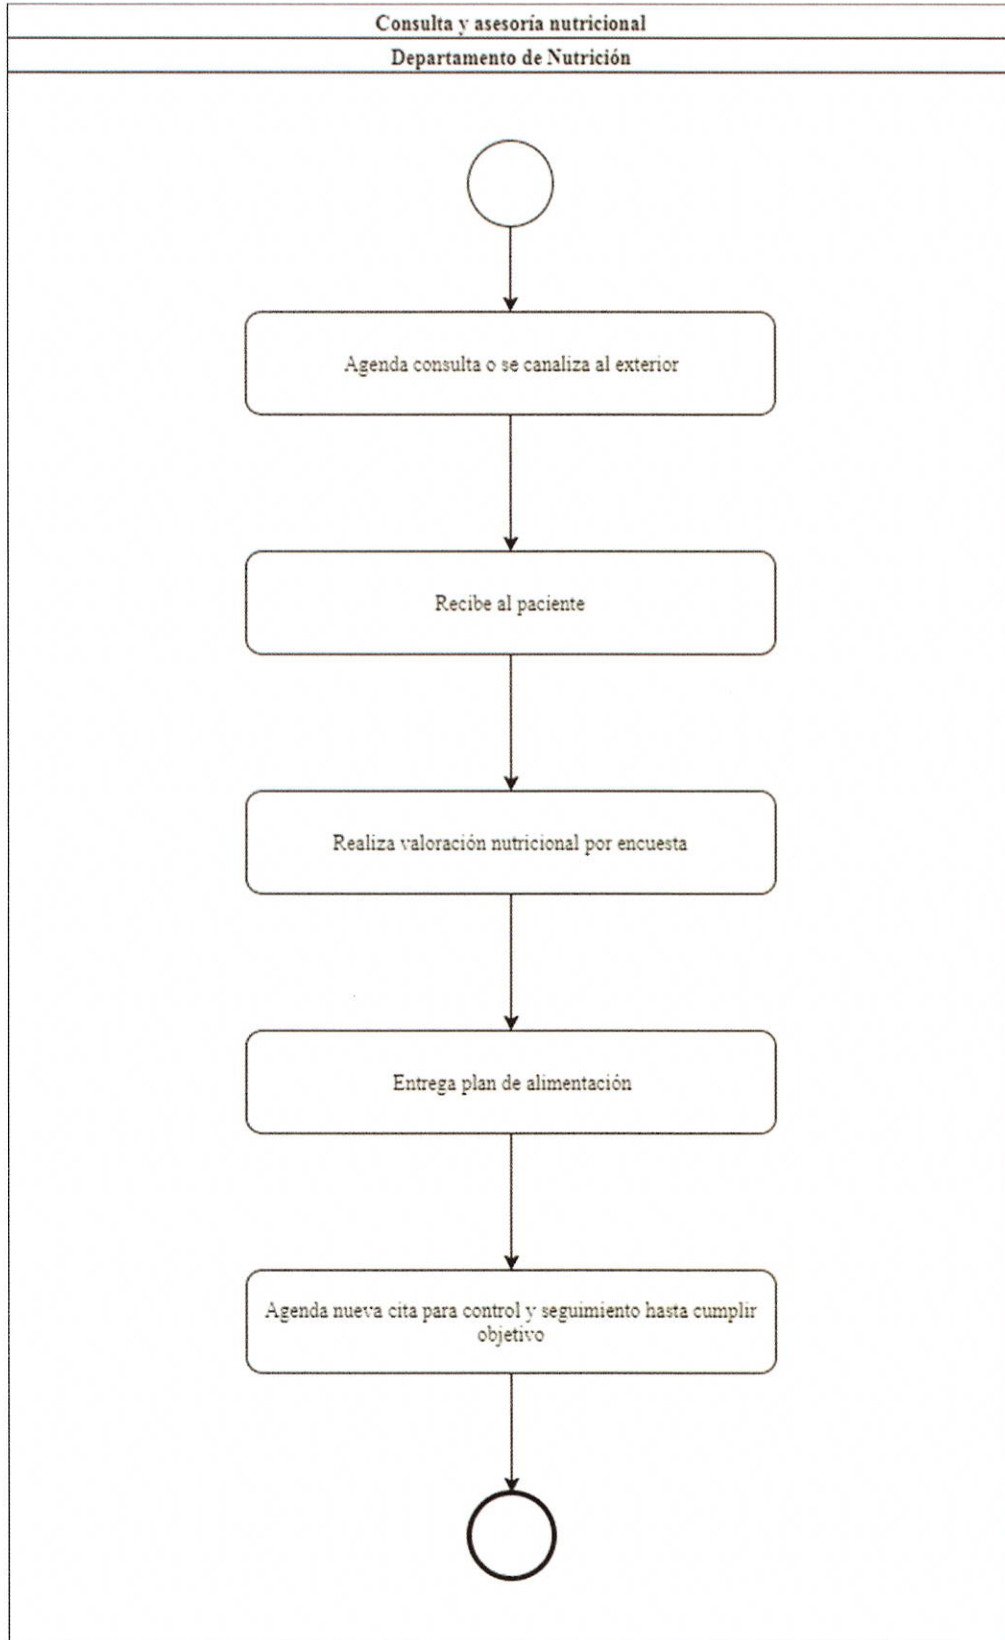 Consulta y asesoría nutricional
Departamento de Nutrición
Agenda consulta o se canaliza al exterior
Recibe al paciente
Realiza valoración nutricional por encuesta
Entrega plan de alimentación
Agenda nueva cita para control y seguimiento hasta cumplir
objetivo